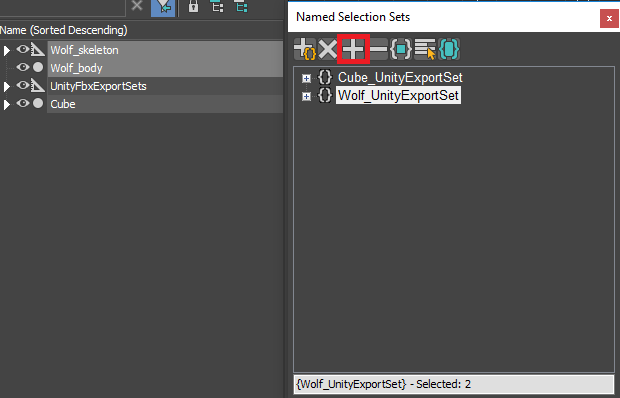 Name (Sorted Descending)
Wolf_skeleton
Wolf_body
UnityFbxExportSets
Cube
Named Selection Sets
Cube_UnityExportSet
Wolf_UnityExportSet
{Wolf_UnityExportSet} - Selected: 2